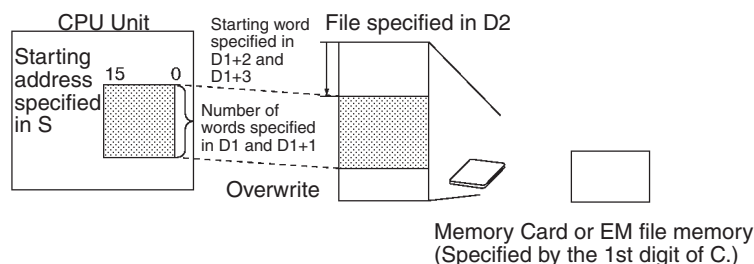 CPU Unit
Starting word
specified in
D1+2 and
D1+3
File specified in D2
Starting
address
specified
in S
15 0
Number of
words specified
in D1 and D1+1
Overwrite
Memory Card or EM file memory
(Specified by the 1st digit of C.)